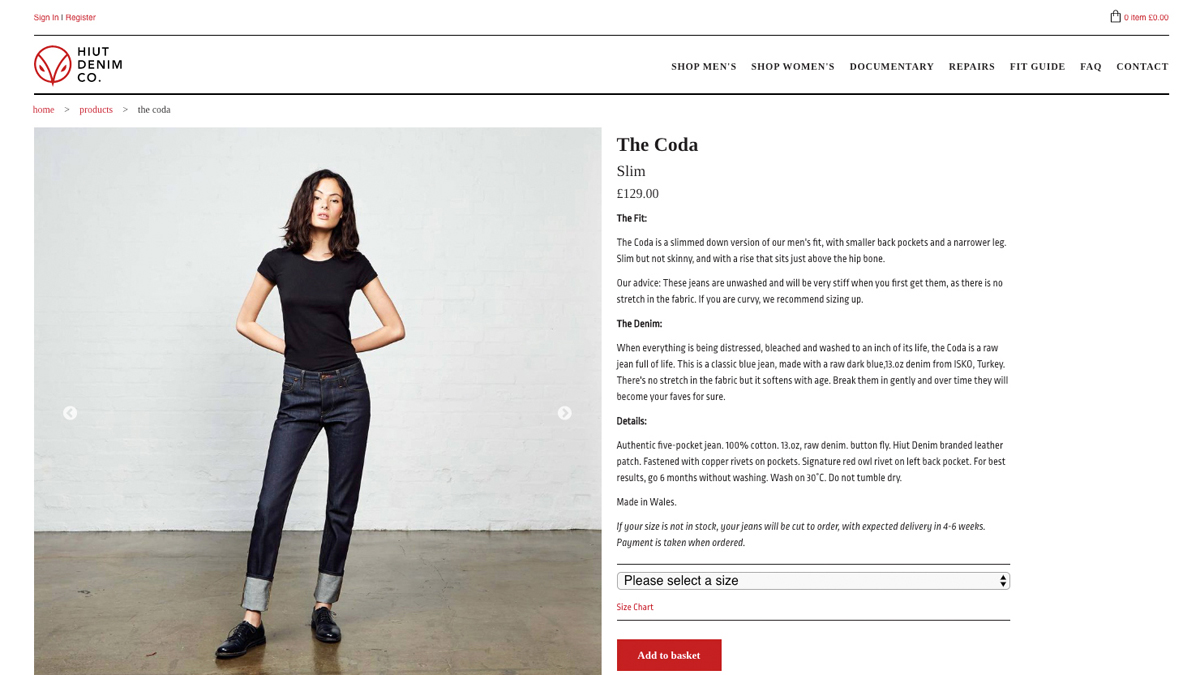 Sign In | Register
0 item £0.00
HIUT
DENIM
CO.
SHOP MEN'S SHOP WOMEN'S DOCUMENTARY REPAIRS FIT GUIDE FAQ CONTACT
home > products > the coda
The Coda
Slim
£129.00
The Fit:
The Coda is a slimmed down version of our men's fit, with smaller back pockets and a narrower leg.
Slim but not skinny, and with a rise that sits just above the hip bone.
Our advice: These jeans are unwashed and will be very stiff when you first get them, as there is no
stretch in the fabric. If you are curvy, we recommend sizing up.
The Denim:
When everything is being distressed, bleached and washed to an inch of its life, the Coda is a raw
jean full of life. This is a classic blue jean, made with a raw dark blue,13.oz denim from ISKO, Turkey.
There's no stretch in the fabric but it softens with age. Break them in gently and over time they will
become your faves for sure.
Details:
Authentic five-pocket jean. 100% cotton. 13.oz, raw denim. button fly. Hiut Denim branded leather
patch. Fastened with copper rivets on pockets. Signature red owl rivet on left back pocket. For best
results, go 6 months without washing. Wash on 30˚C. Do not tumble dry.
Made in Wales.
If your size is not in stock, your jeans will be cut to order, with expected delivery in 4-6 weeks.
Payment is taken when ordered.
Please select a size
Size Chart
Add to basket